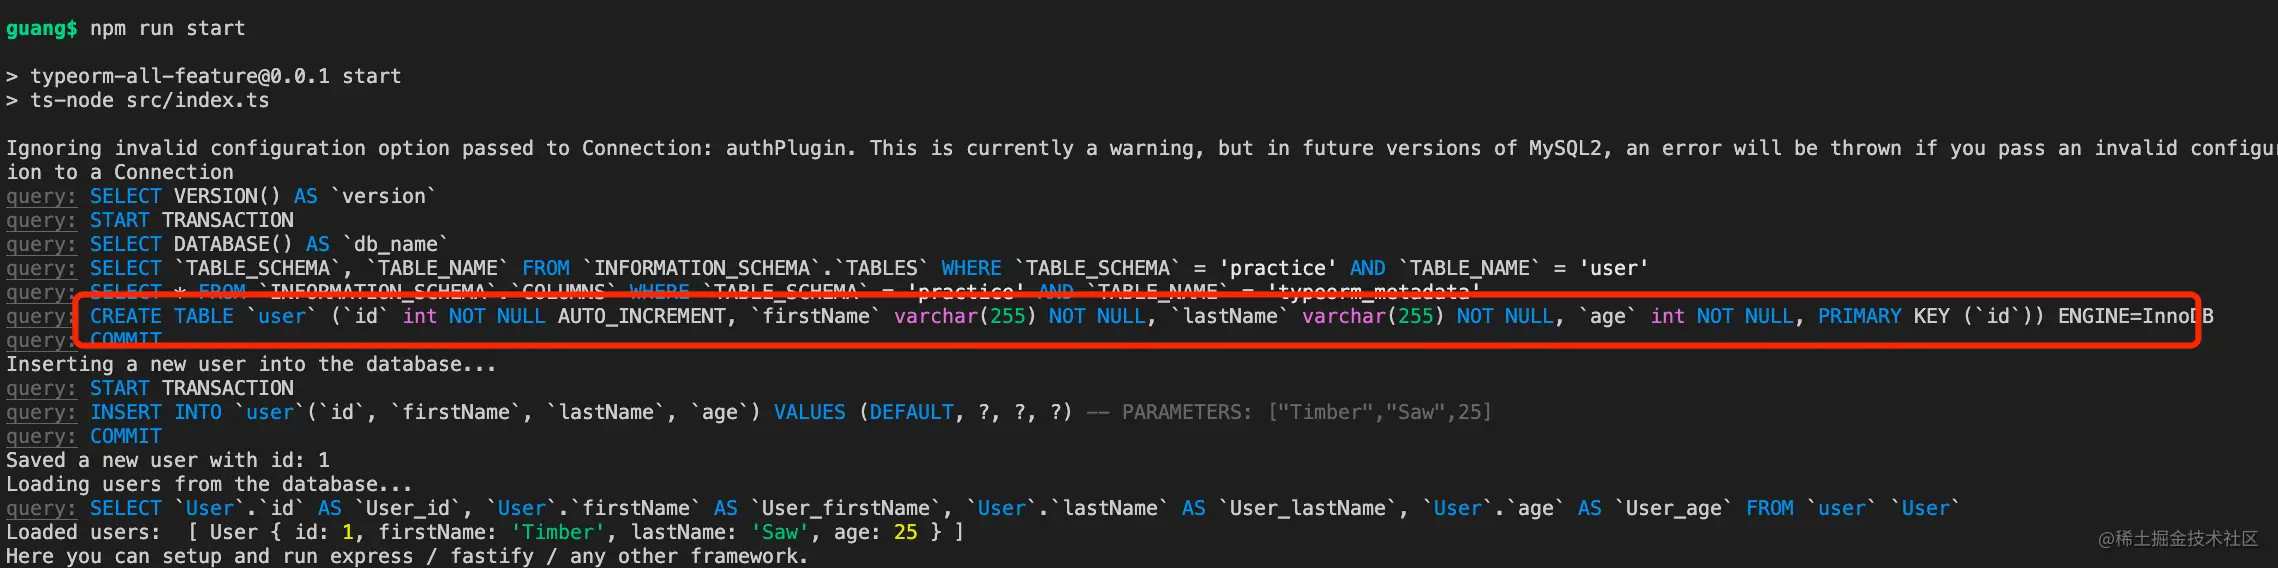 guang$ npm run start
> typeorm-all-feature@0.0.1 start
> ts-node src/index.ts
Ignoring invalid configuration option passed to Connection: authPlugin. This is currently a warning, but in future versions of MySQL2, an error will be thrown if you pass an invalid configu
ion to a Connection
query: SELECT VERSION() AS `version`
query: START TRANSACTION
query: SELECT DATABASE() AS `db_name`
query: SELECT `TABLE_SCHEMA`, `TABLE_NAME` FROM `INFORMATION_SCHEMA`.`TABLES` WHERE `TABLE_SCHEMA` = 'practice' AND `TABLE_NAME` = 'user'
query: SELECT * FROM `INFORMATION_SCHEMA`.`COLUMNS` WHERE `TABLE_SCHEMA` = 'practice' AND `TABLE_NAME` = 'typeorm_metadata'
query: CREATE TABLE `user` (`id` int NOT NULL AUTO_INCREMENT, `firstName` varchar(255) NOT NULL, `lastName` varchar(255) NOT NULL, `age` int NOT NULL, PRIMARY KEY (`id`)) ENGINE=InnoDB
query: COMMIT
Inserting a new user into the database...
query: START TRANSACTION
query: INSERT INTO `user`(`id`, `firstName`, `lastName`, `age`) VALUES (DEFAULT, ?, ?, ?) -- PARAMETERS: ["Timber","Saw",25]
query: COMMIT
Saved a new user with id: 1
Loading users from the database...
query: SELECT `User`.`id` AS `User_id`, `User`.`firstName` AS `User_firstName`, `User`.`lastName` AS `User_lastName`, `User`.`age` AS `User_age` FROM `user` `User`
Loaded users:  [ User { id: 1, firstName: 'Timber', lastName: 'Saw', age: 25 } ]
Here you can setup and run express / fastify / any other framework.
@稀土掘金技术社区